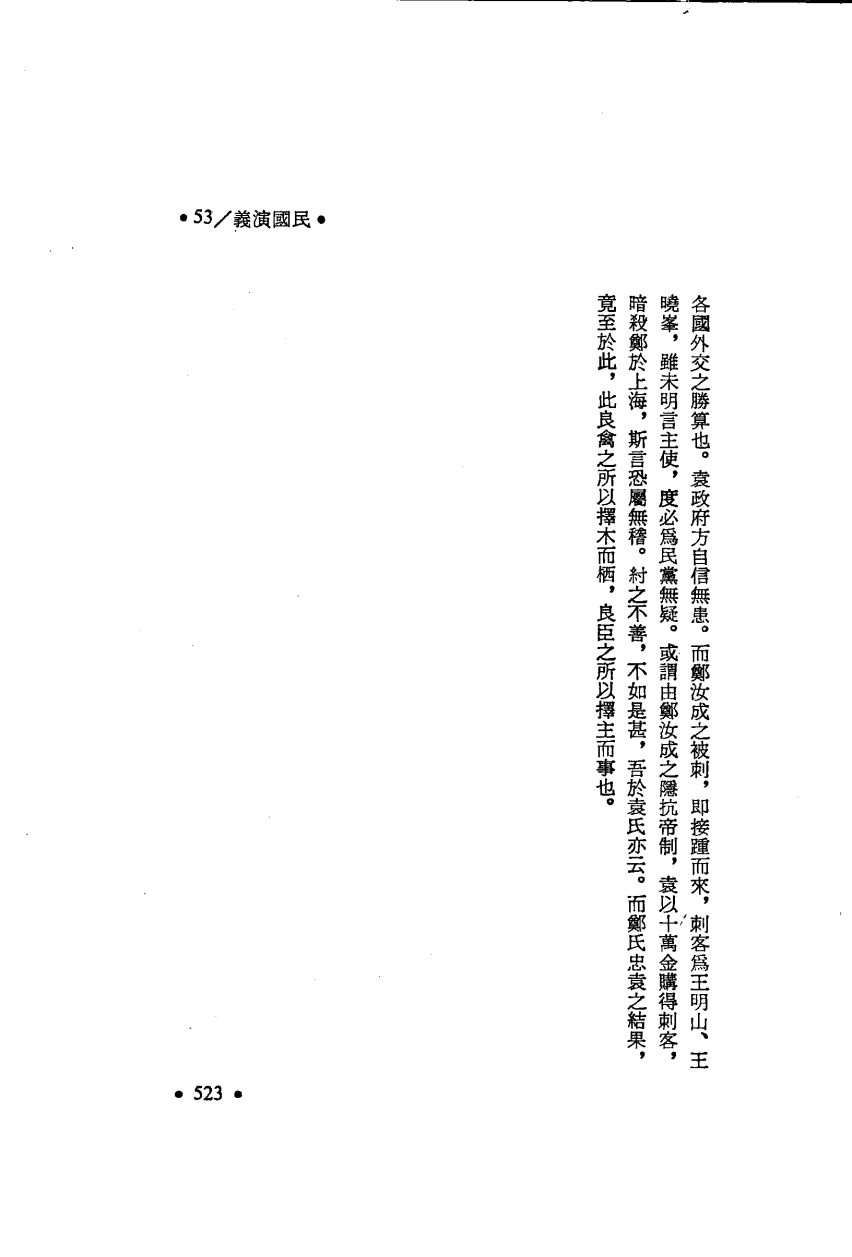 •53／義演國民•
各國外交之勝算也。袁政府方自信無患。而鄭汝成之被刺，即接踵而來，刺客爲王明山、王
曉峯，雖未明言主使，度必爲民黨無疑。或謂由鄭汝成之隱抗帝制，袁以十萬金購得刺客，
暗殺鄭於上海，斯言恐屬無稽。紂之不善，不如是甚，吾於袁氏亦云。而鄭氏忠袁之結果，
竟至於此，此良禽之所以擇木而栖，良臣之所以擇主而事也。
•523•